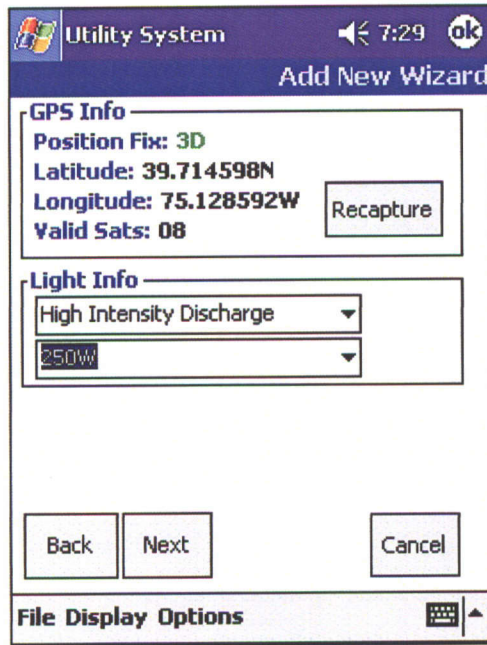 Utility System 7:29 ok
Add New Wizard
GPS Info
Position Fix: 3D
Latitude: 39.714598N
Longitude: 75.128592W
Valid Sats: 08
Recapture
Light Info
High Intensity Discharge
250W
Back Next Cancel
File Display Options